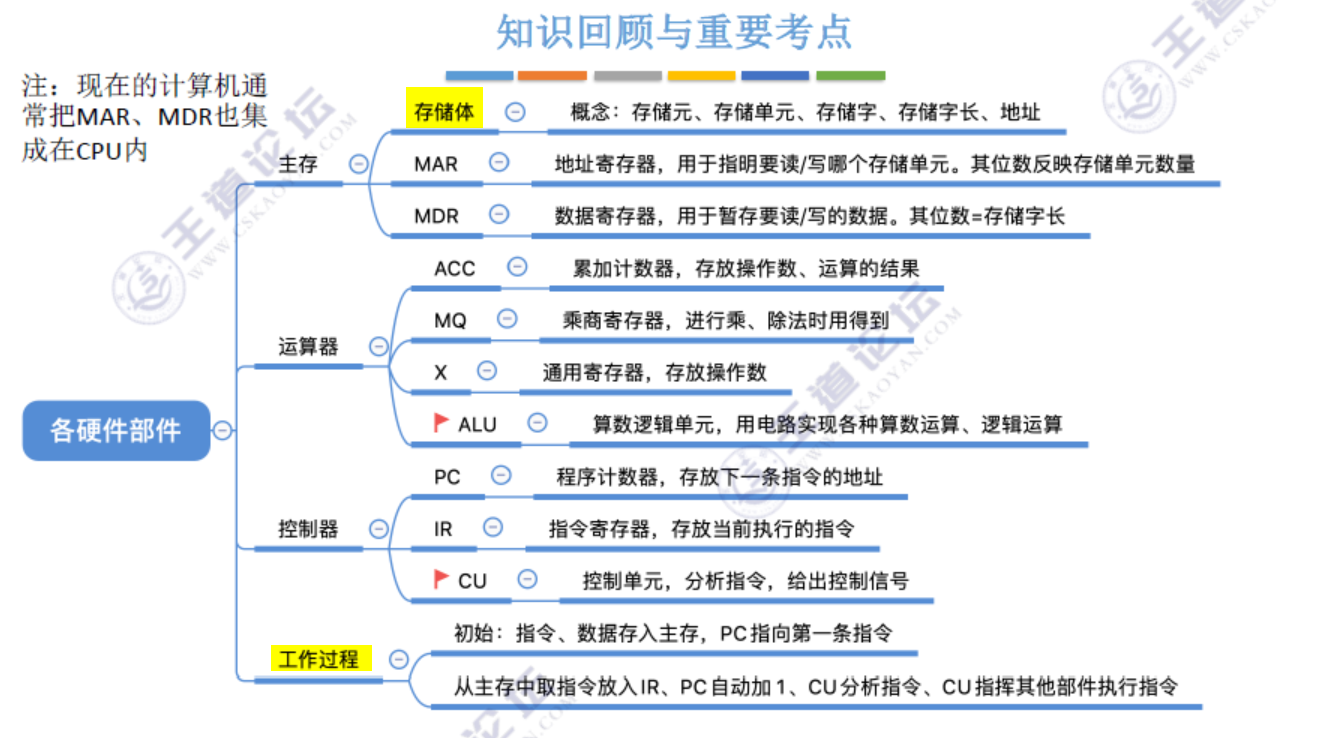 知识回顾与重要考点
注：现在的计算机通
常把MAR、MDR也集
成在CPU内
各硬件部件
主存
存储体
概念：存储元、存储单元、存储字、存储字长、地址
MAR
地址寄存器，用于指明要读/写哪个存储单元。其位数反映存储单元数量
MDR
数据寄存器，用于暂存要读/写的数据。其位数=存储字长
运算器
ACC
累加计数器，存放操作数、运算的结果
MQ
乘商寄存器，进行乘、除法时用得到
X
通用寄存器，存放操作数
ALU
算数逻辑单元，用电路实现各种算数运算、逻辑运算
控制器
PC
程序计数器，存放下一条指令的地址
IR
指令寄存器，存放当前执行的指令
CU
控制单元，分析指令，给出控制信号
工作过程
初始：指令、数据存入主存，PC指向第一条指令
从主存中取指令放入IR、PC自动加1、CU分析指令、CU指挥其他部件执行指令
王道论坛
WWW.CSKAOYAN.COM